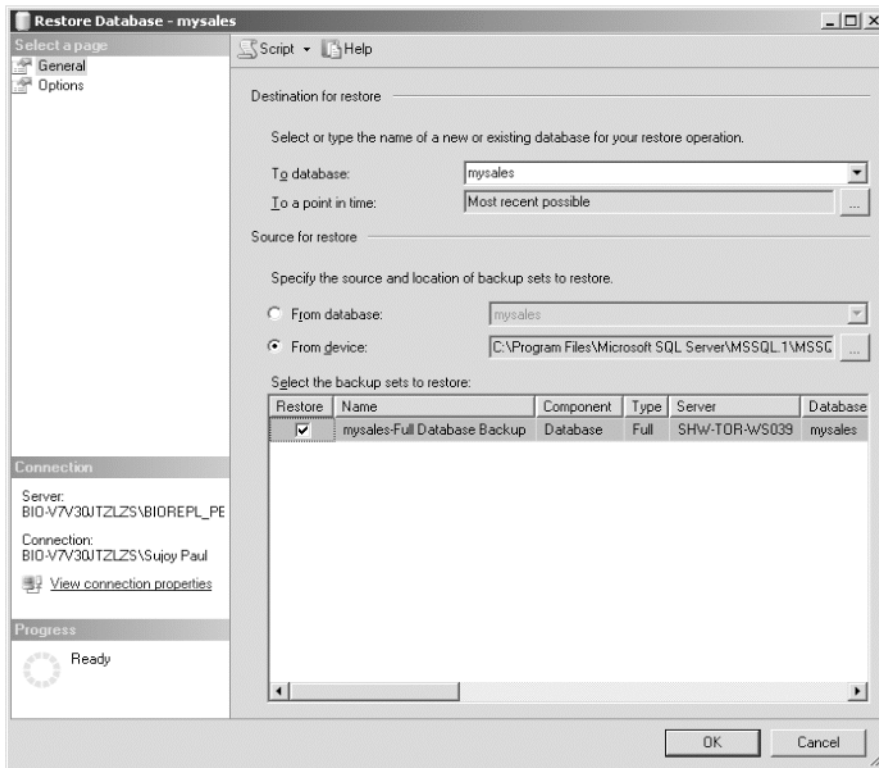 Restore Database - mysales
Select a page
General
Options
Script
Help
Destination for restore
Select or type the name of a new or existing database for your restore operation.
To database:
mysales
To a point in time:
Most recent possible
...
Source for restore
Specify the source and location of backup sets to restore.
From database:
mysales
From device:
C:\Program Files\Microsoft SQL Server\MSSQL.1\MSSQ
...
Select the backup sets to restore:
Restore Name Component Type Server Database
mysales-Full Database Backup Database Full SHW-TOR-WS039 mysales
Connection
Server:
BIO-V7V30JTZLZS\BIOREPL_PE
Connection:
BIO-V7V30JTZLZS\Sujoy Paul
View connection properties
Progress
Ready
OK
Cancel